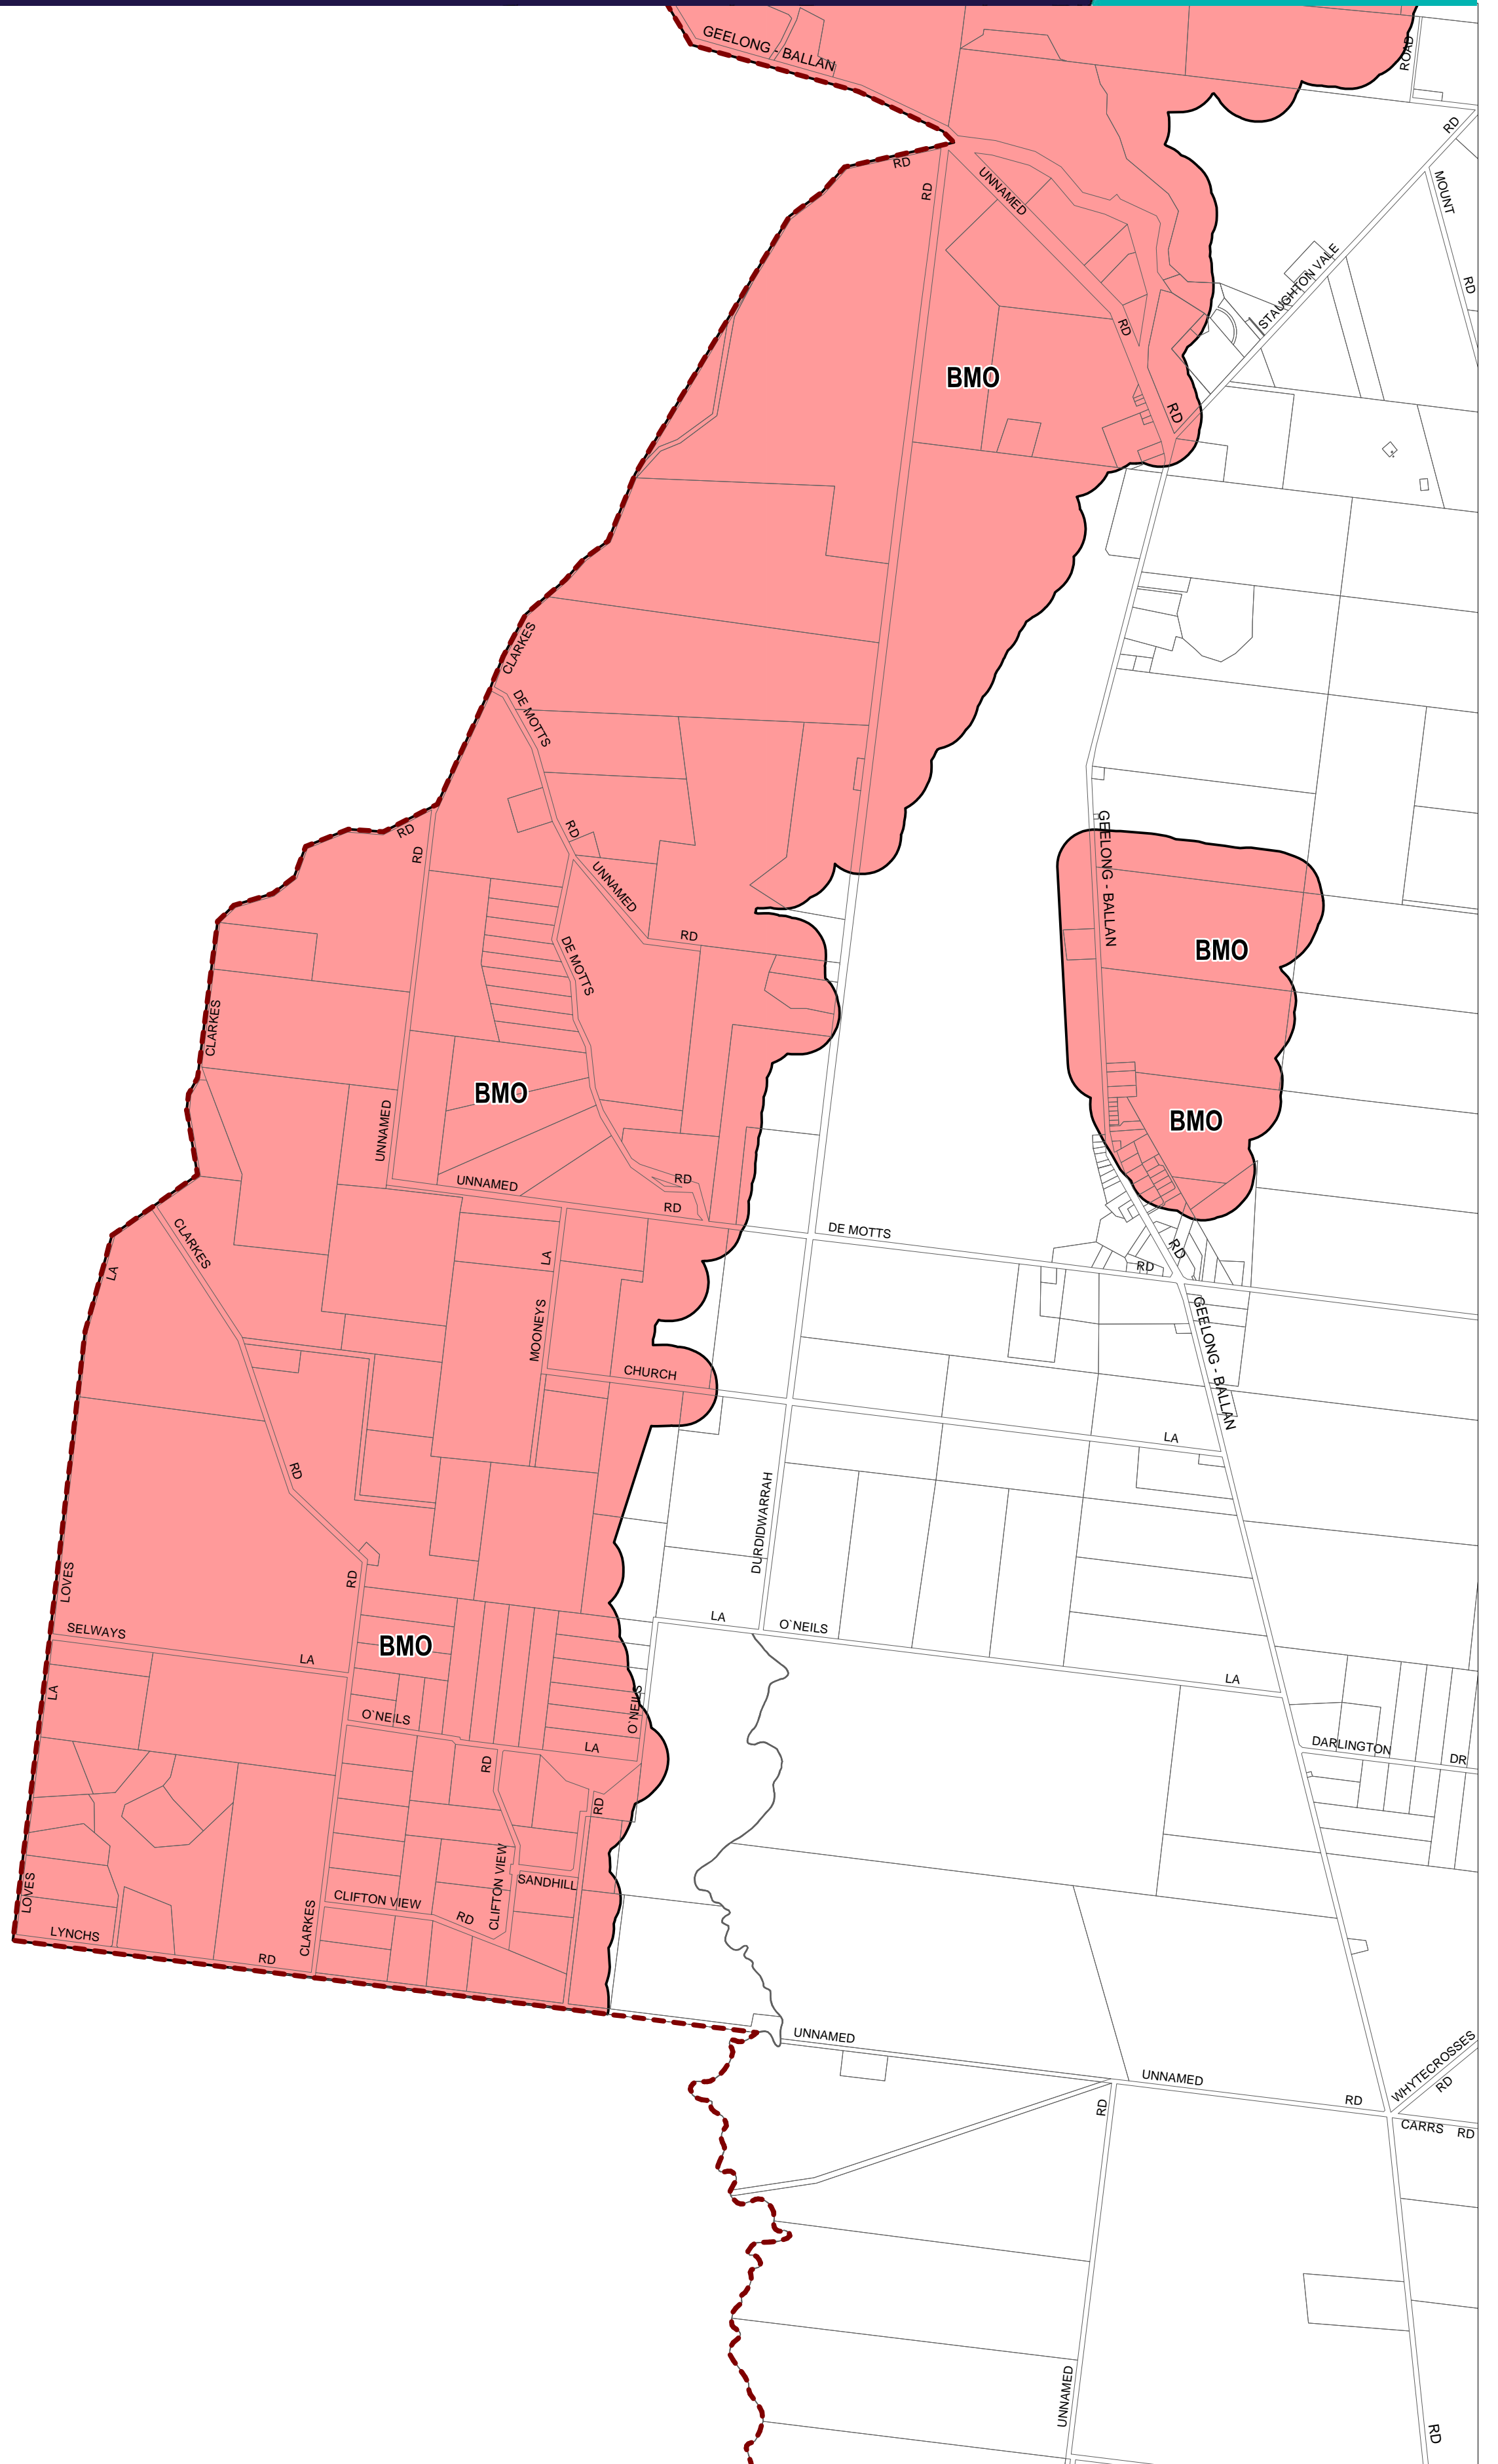 GEELONG - BALLAN
ROAD
RD
RD
MOUNT
RD
RD
UNNAMED
RD
STAUGHTON VALE
RD
BMO
RD
CLARKES
DE MOTTS
RD
RD
RD
UNNAMED
GEELONG - BALLAN
RD
DE MOTTS
BMO
CLARKES
BMO
BMO
UNNAMED
UNNAMED
RD
RD
CLARKES
DE MOTTS
RD
RD
LA
LA
MOONEYS
GEELONG - BALLAN
CHURCH
LA
RD
DURDIDWARRAH
LOVES
RD
SELWAYS
LA
BMO
LA
O`NEILS
LA
LA
O`NEILS
O`NEILS
LA
RD
RD
DARLINGTON
DR
CLIFTON VIEW
SANDHILL
LOVES
CLIFTON VIEW
RD
CLARKES
LYNCHS
RD
UNNAMED
UNNAMED
RD
WHYTECROSSES
RD
CARRS RD
RD
UNNAMED
RD